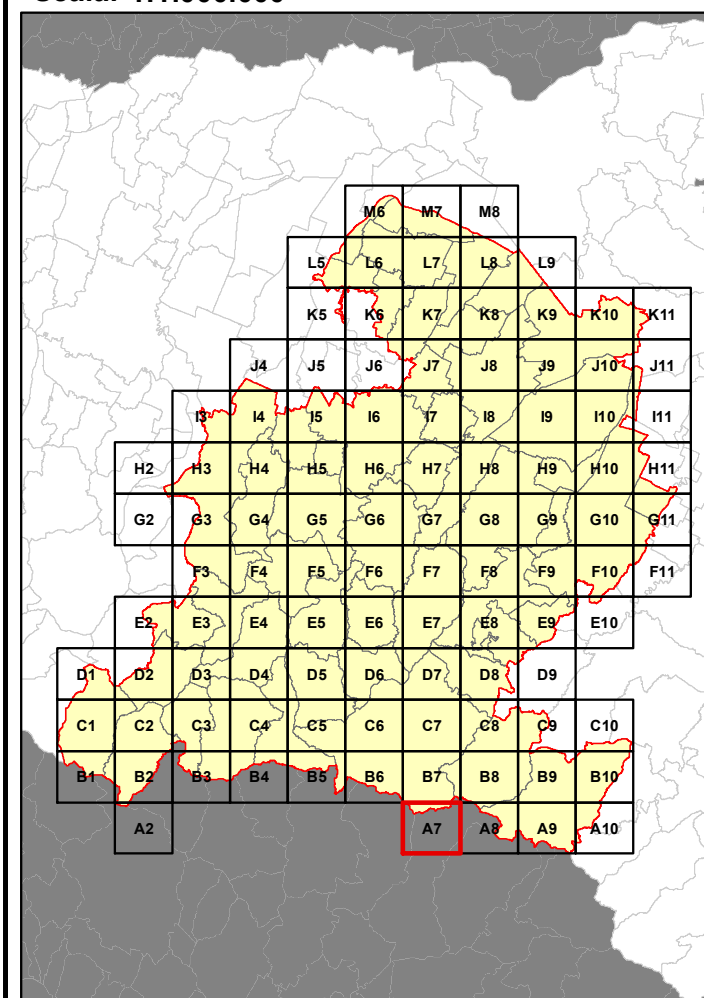 M6 M7 M8
L5 L6 L7 L8 L9
K5 K6 K7 K8 K9 K10 K11
J4 J5 J6 J7 J8 J9 J10 J11
I3 I4 I5 I6 I7 I8 I9 I10 I11
H2 H3 H4 H5 H6 H7 H8 H9 H10 H11
G2 G3 G4 G5 G6 G7 G8 G9 G10 G11
F3 F4 F5 F6 F7 F8 F9 F10 F11
E2 E3 E4 E5 E6 E7 E8 E9 E10
D1 D2 D3 D4 D5 D6 D7 D8 D9
C1 C2 C3 C4 C5 C6 C7 C8 C9 C10
B1 B2 B3 B4 B5 B6 B7 B8 B9 B10
A2 A7 A8 A9 A10